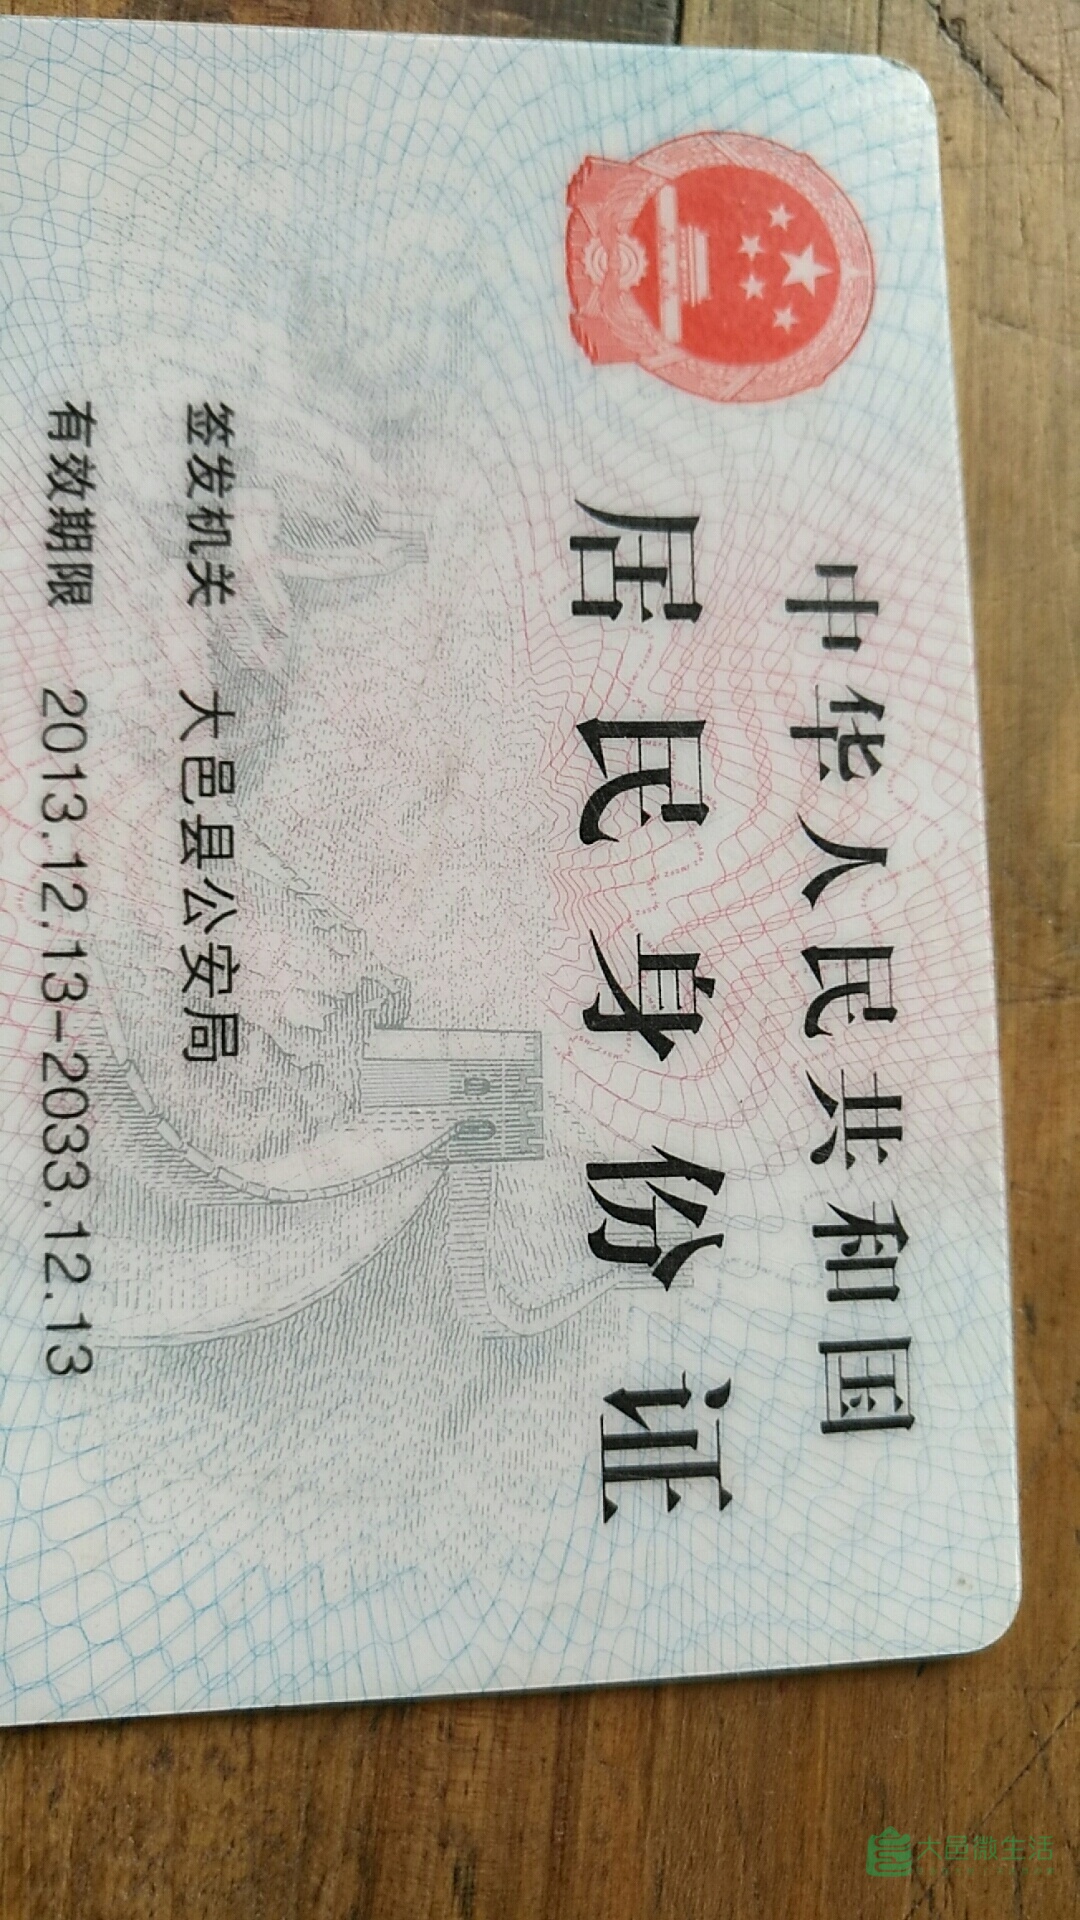 中华人民共和国
居民身份证
签发机关 大邑县公安局
有效期限 2013.12.13-2033.12.13
大邑微生活